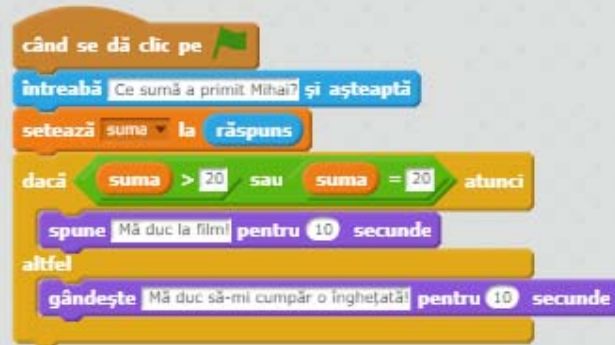 când se dă clic pe
întreabă Ce sumă a primit Mihai? și așteaptă
setează suma la răspuns
dacă suma > 20 sau suma = 20 atunci
spune Mă duc la film! pentru 10 secunde
altfel
gândește Mă duc să-mi cumpăr o înghețată! pentru 10 secunde